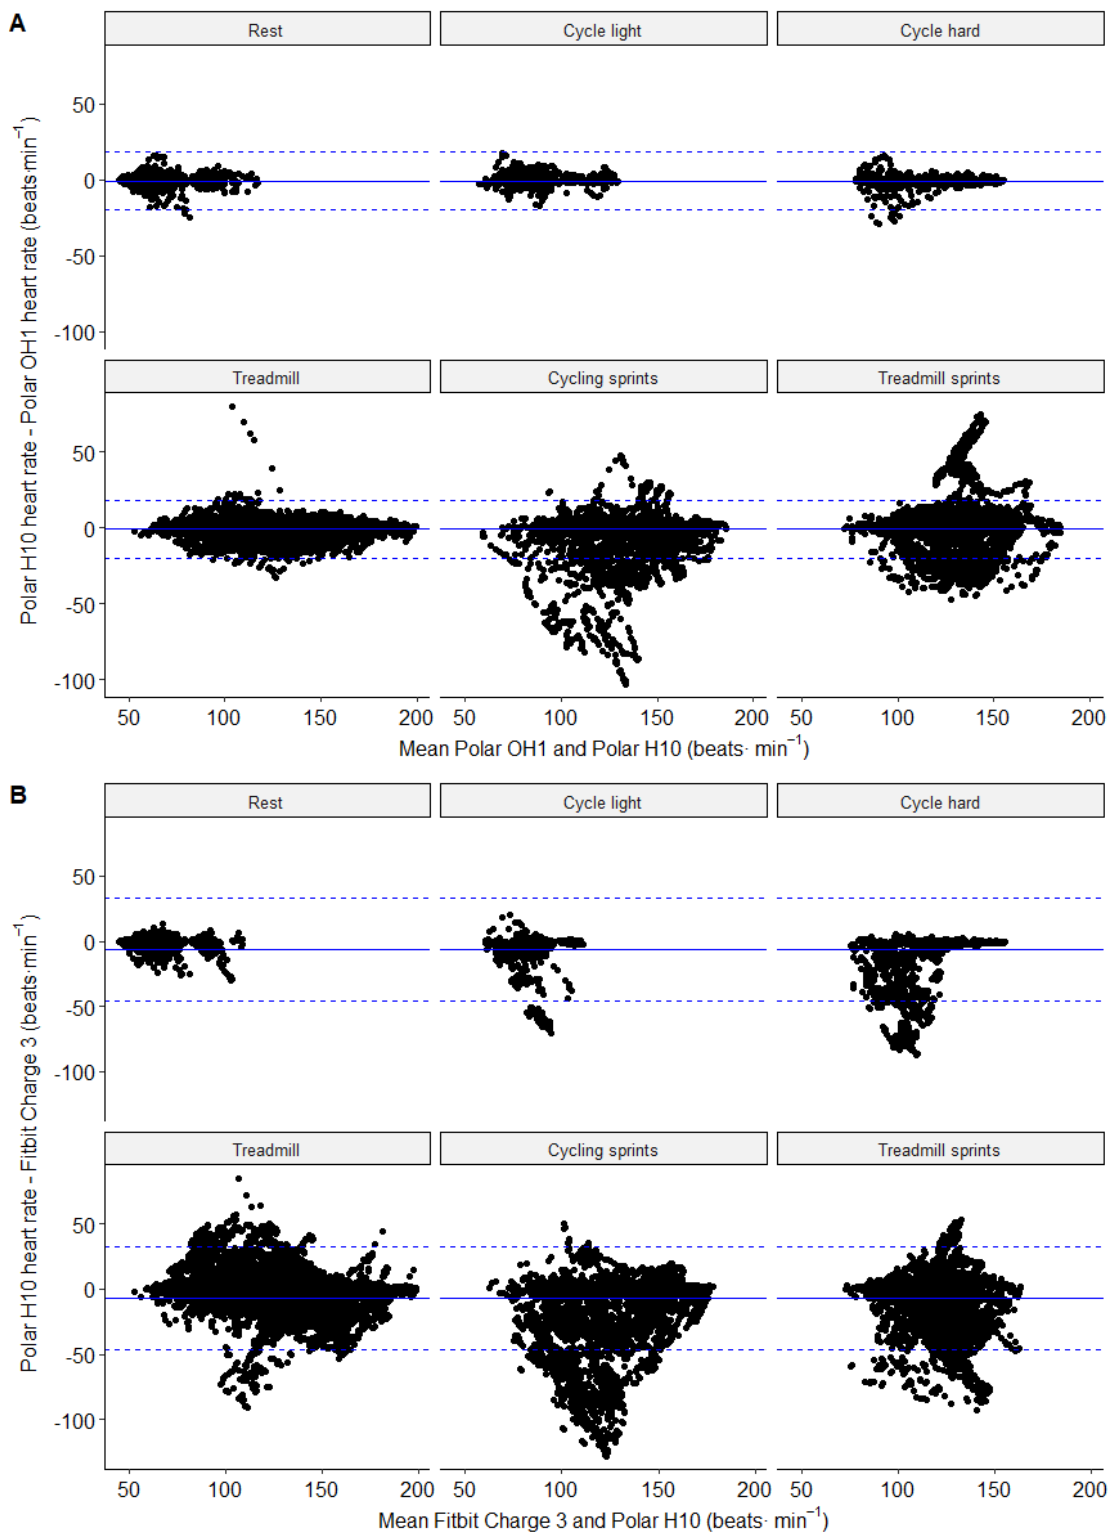 A
Rest Cycle light Cycle hard
50
0
-50
-100
Polar H10 heart rate - Polar OH1 heart rate (beats·min⁻¹)
Treadmill Cycling sprints Treadmill sprints
50
0
-50
-100
50 100 150 200 50 100 150 200 50 100 150 200
Mean Polar OH1 and Polar H10 (beats· min⁻¹)
B
Rest Cycle light Cycle hard
50
0
-50
-100
Polar H10 heart rate - Fitbit Charge 3 (beats·min⁻¹)
Treadmill Cycling sprints Treadmill sprints
50
0
-50
-100
50 100 150 200 50 100 150 200 50 100 150 200
Mean Fitbit Charge 3 and Polar H10 (beats· min⁻¹)